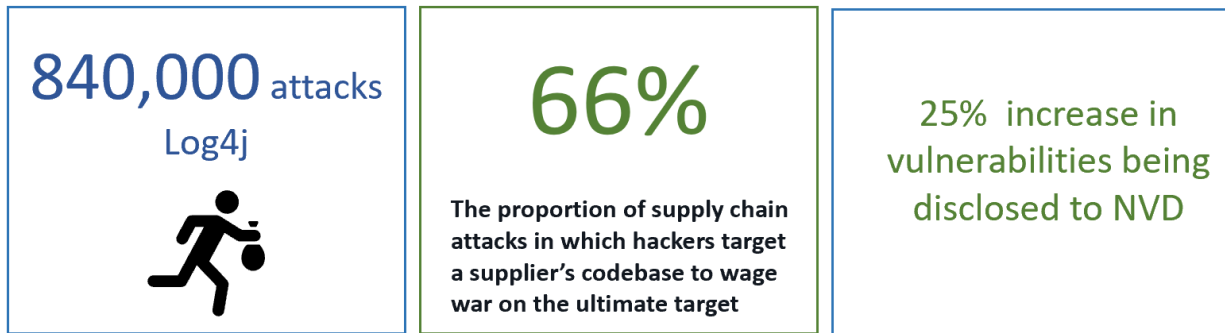 840,000 attacks
Log4j
66%
The proportion of supply chain
attacks in which hackers target
a supplier's codebase to wage
war on the ultimate target
25% increase in
vulnerabilities being
disclosed to NVD